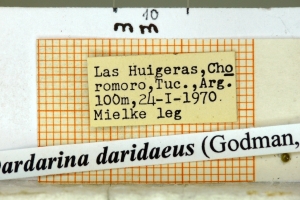 10
mm
Las Huigeras,Cho
romoro,Tuc.,Arg.
100m,24-I-1970.
Mielke leg
dardarina daridaeus (Godman,